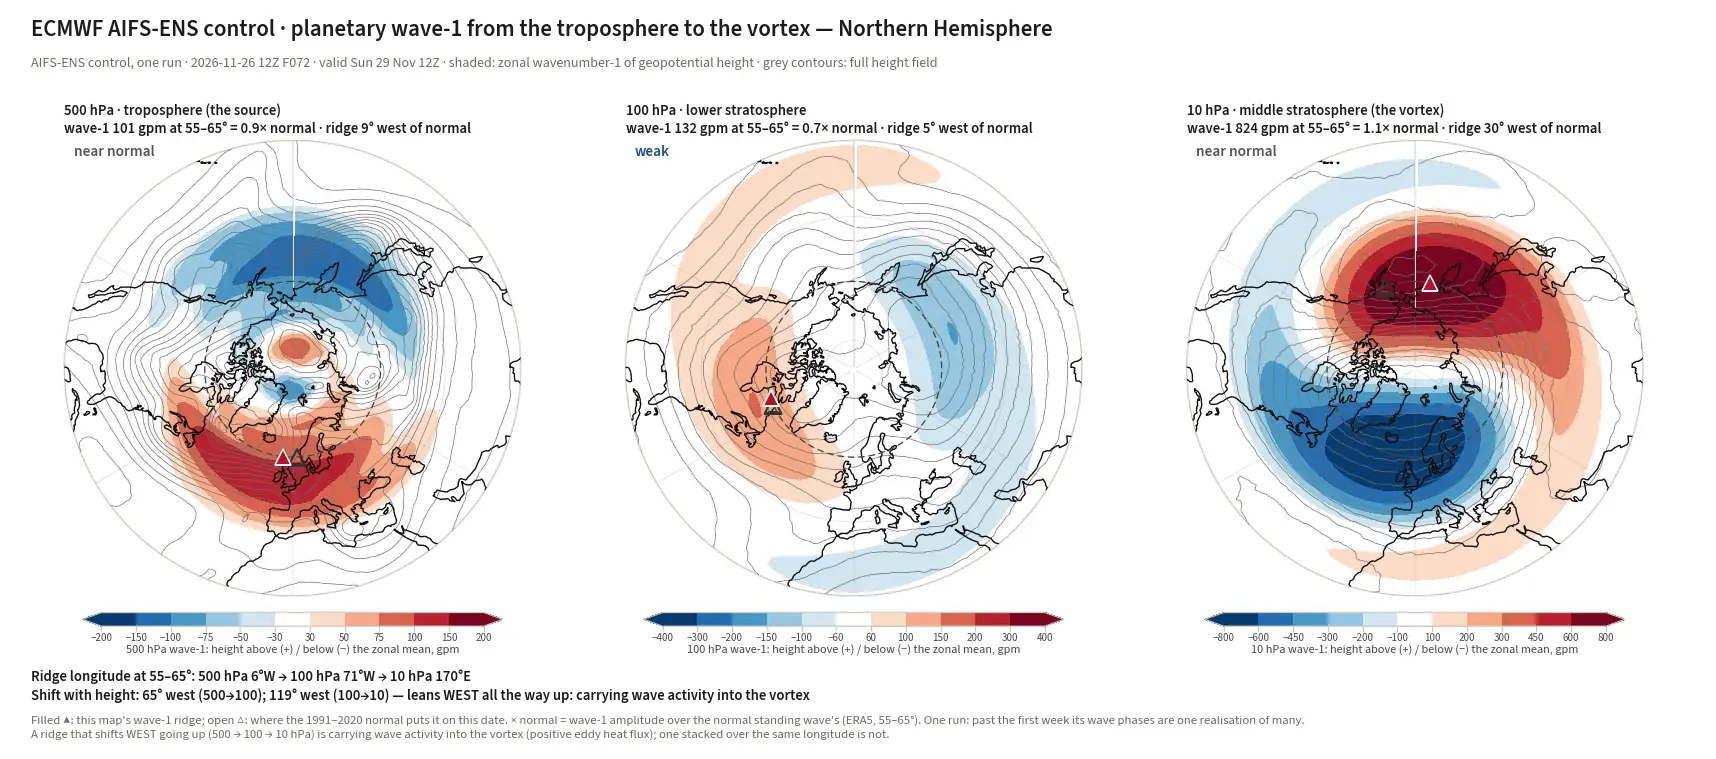 ECMWF AIFS-ENS control · planetary wave-1 from the troposphere to the vortex — Northern Hemisphere
AIFS-ENS control, one run · 2026-11-26 12Z F072 · valid Sun 29 Nov 12Z · shaded: zonal wavenumber-1 of geopotential height · grey contours: full height field
500 hPa · troposphere (the source)
wave-1 101 gpm at 55–65° = 0.9× normal · ridge 9° west of normal
near normal
100 hPa · lower stratosphere
wave-1 132 gpm at 55–65° = 0.7× normal · ridge 5° west of normal
weak
10 hPa · middle stratosphere (the vortex)
wave-1 824 gpm at 55–65° = 1.1× normal · ridge 30° west of normal
near normal
−200 −150 −100 −75 −50 −30 30 50 75 100 150 200
500 hPa wave-1: height above (+) / below (−) the zonal mean, gpm
−400 −300 −200 −150 −100 −60 60 100 150 200 300 400
100 hPa wave-1: height above (+) / below (−) the zonal mean, gpm
−800 −600 −450 −300 −200 −100 100 200 300 450 600 800
10 hPa wave-1: height above (+) / below (−) the zonal mean, gpm
Ridge longitude at 55–65°: 500 hPa 6°W → 100 hPa 71°W → 10 hPa 170°E
Shift with height: 65° west (500→100); 119° west (100→10) — leans WEST all the way up: carrying wave activity into the vortex
Filled ▲: this map's wave-1 ridge; open △: where the 1991–2020 normal puts it on this date. × normal = wave-1 amplitude over the normal standing wave's (ERA5, 55–65°). One run: past the first week its wave phases are one realisation of many.
A ridge that shifts WEST going up (500 → 100 → 10 hPa) is carrying wave activity into the vortex (positive eddy heat flux); one stacked over the same longitude is not.